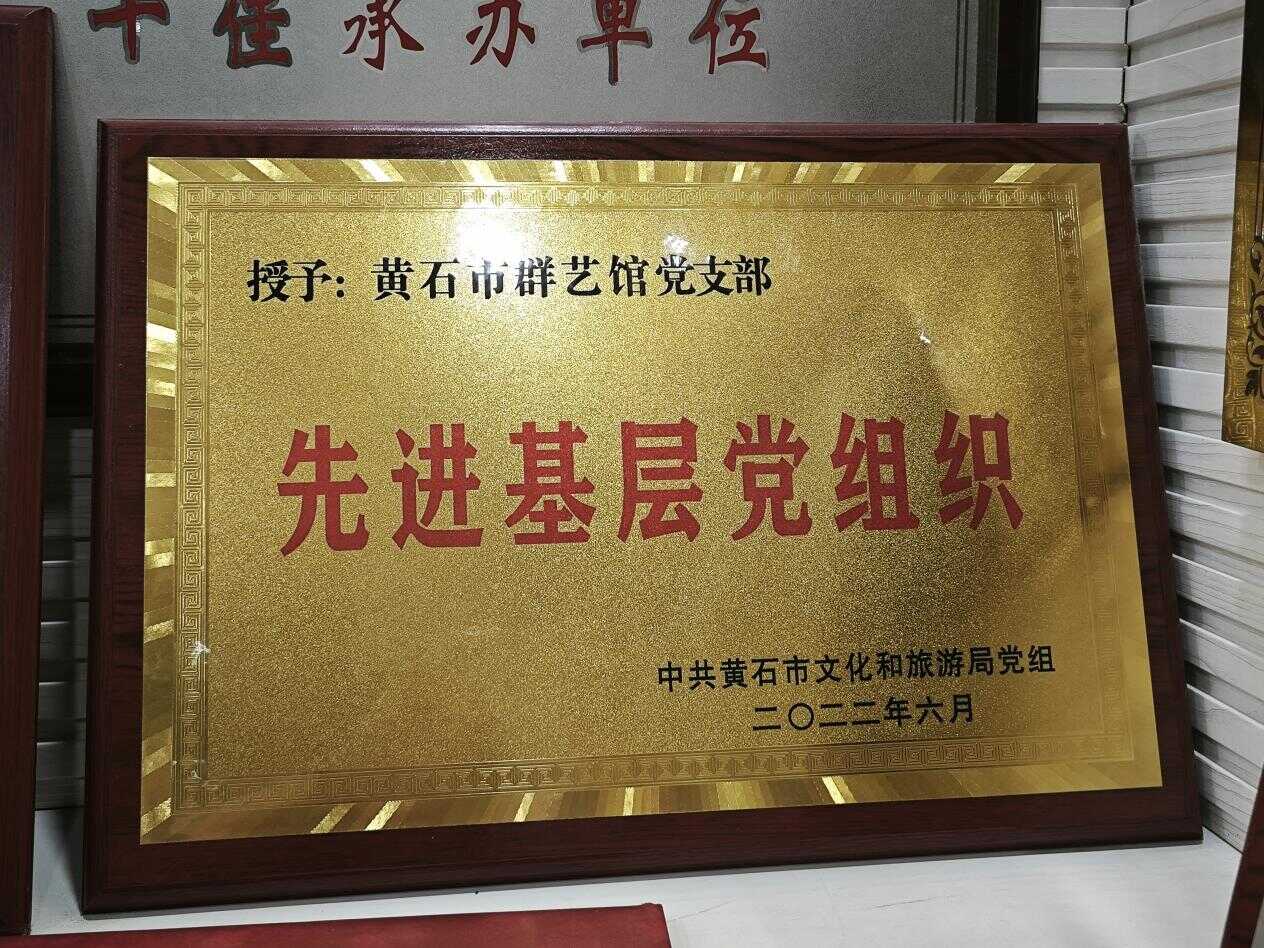 十佳承办单位
授予：黄石市群艺馆党支部
先进基层党组织
中共黄石市文化和旅游局党组
二〇二二年六月